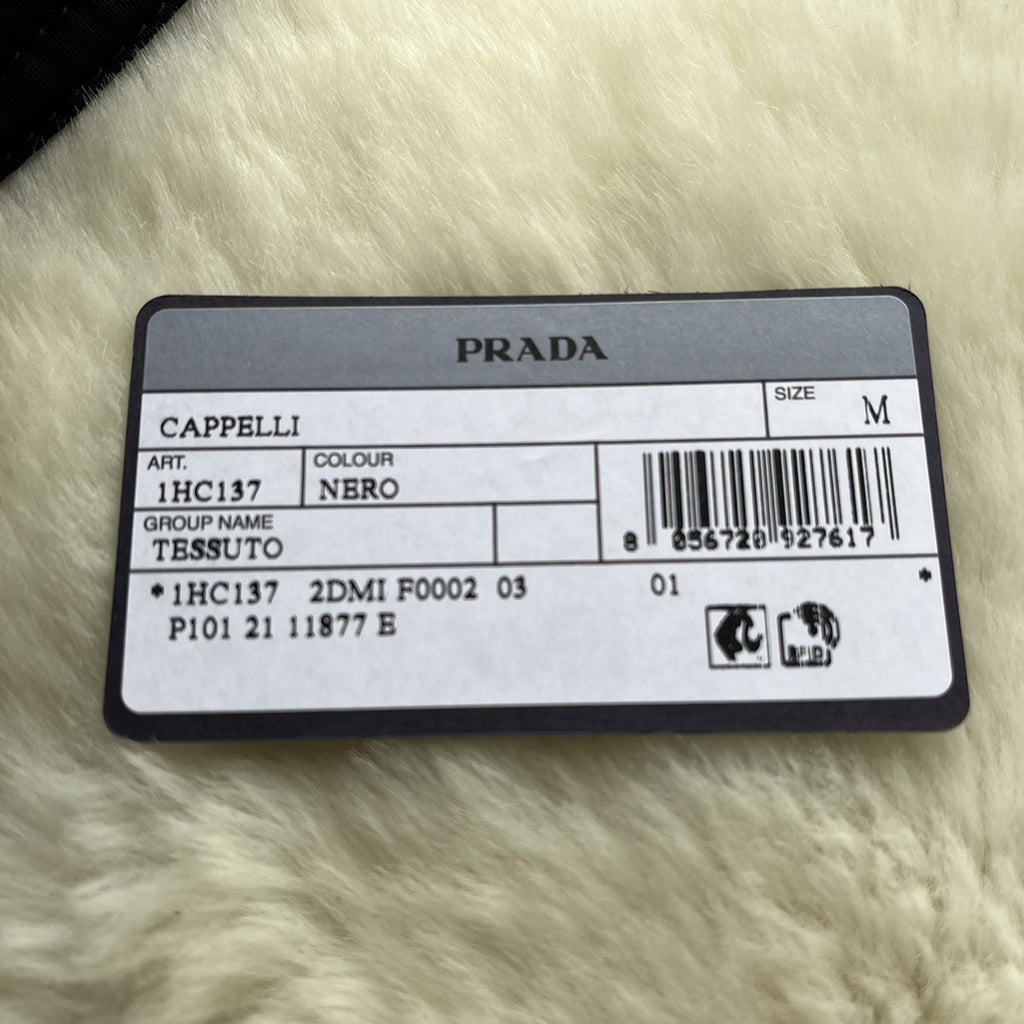 PRADA
CAPPELLI
SIZE M
ART. COLOUR
1HC137 NERO
GROUP NAME
TESSUTO
8 056720 927617
*1HC137 2DMI F0002 03 01 *
P101 21 11877 E